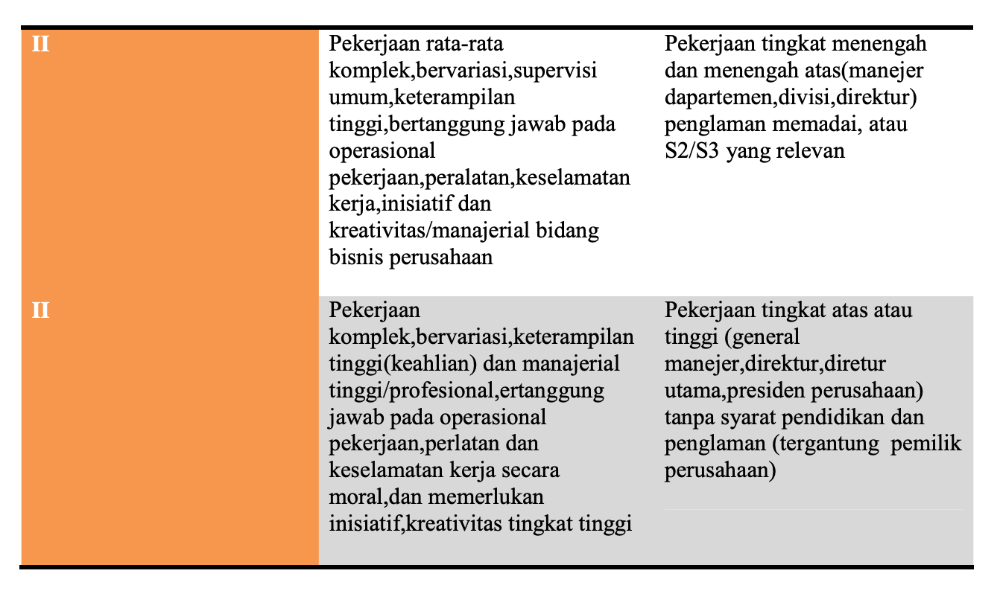 II
Pekerjaan rata-rata
komplek,bervariasi,supervisi
umum,keterampilan
tinggi,bertanggung jawab pada
operasional
pekerjaan,peralatan,keselamatan
kerja,inisiatif dan
kreativitas/manajerial bidang
bisnis perusahaan
Pekerjaan tingkat menengah
dan menengah atas(manejer
dapartemen,divisi,direktur)
penglaman memadai, atau
S2/S3 yang relevan
II
Pekerjaan
komplek,bervariasi,keterampilan
tinggi(keahlian) dan manajerial
tinggi/profesional,ertanggung
jawab pada operasional
pekerjaan,perlatan dan
keselamatan kerja secara
moral,dan memerlukan
inisiatif,kreativitas tingkat tinggi
Pekerjaan tingkat atas atau
tinggi (general
manejer,direktur,diretur
utama,presiden perusahaan)
tanpa syarat pendidikan dan
penglaman (tergantung  pemilik
perusahaan)